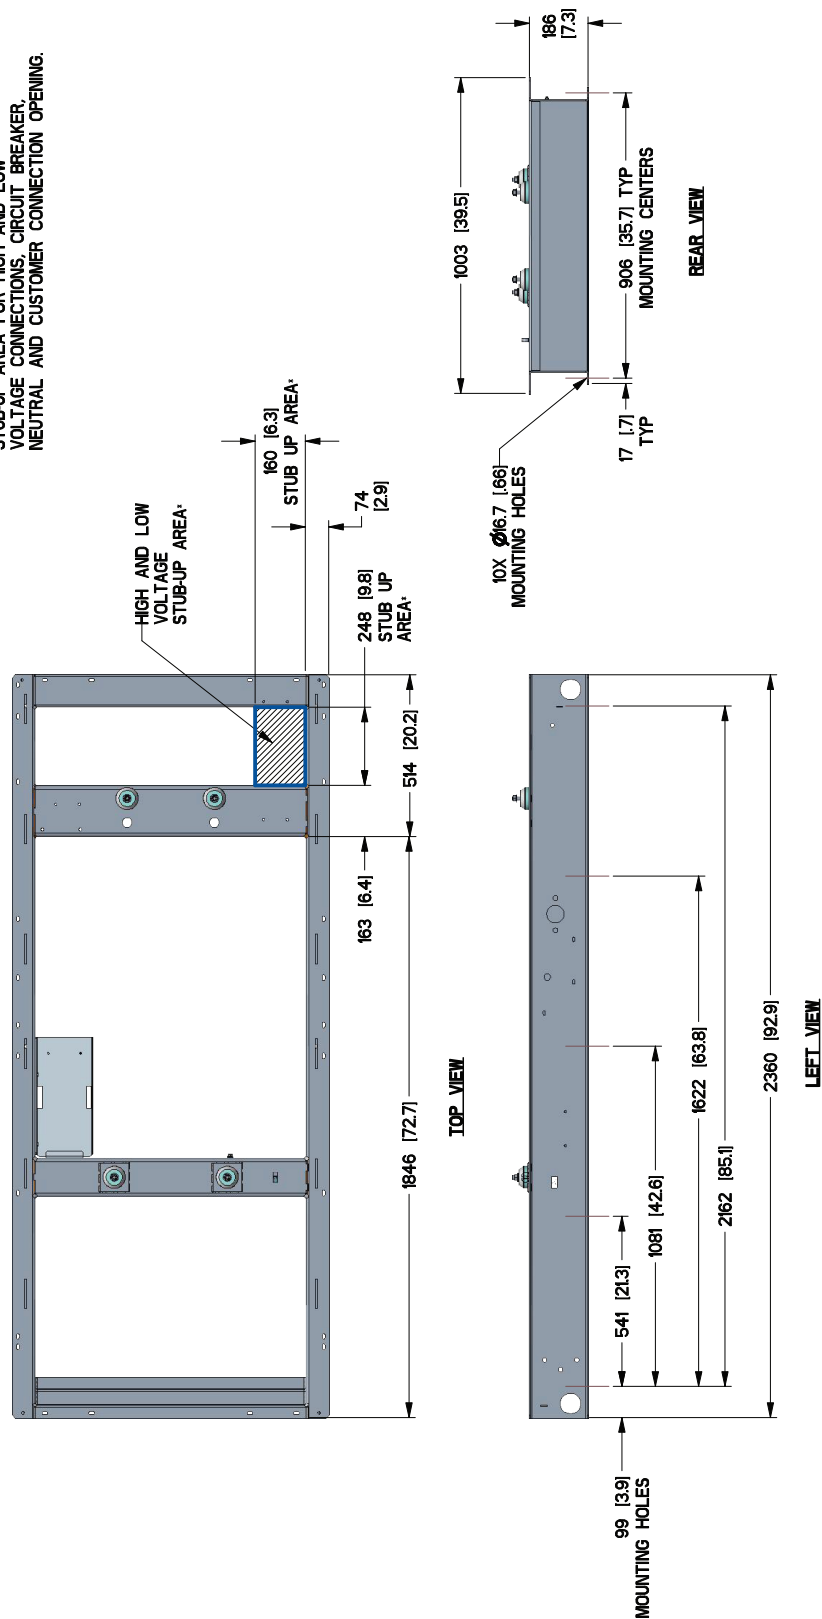 STUB-UP AREA FOR HIGH AND LOW
VOLTAGE CONNECTIONS, CIRCUIT BREAKER,
NEUTRAL AND CUSTOMER CONNECTION OPENING.
HIGH AND LOW
VOLTAGE
STUB-UP AREA*
160 [6.3]
STUB UP AREA*
74
[2.9]
248 [9.8]
STUB UP
AREA*
514 [20.2]
163 [6.4]
1846 [72.7]
TOP VIEW
186
[7.3]
1003 [39.5]
906 [35.7] TYP
MOUNTING CENTERS
17 [.7]
TYP
10X Ø16.7 [.66]
MOUNTING HOLES
REAR VIEW
99 [3.9]
MOUNTING HOLES
541 [21.3]
1081 [42.6]
1622 [63.8]
2162 [85.1]
2360 [92.9]
LEFT VIEW